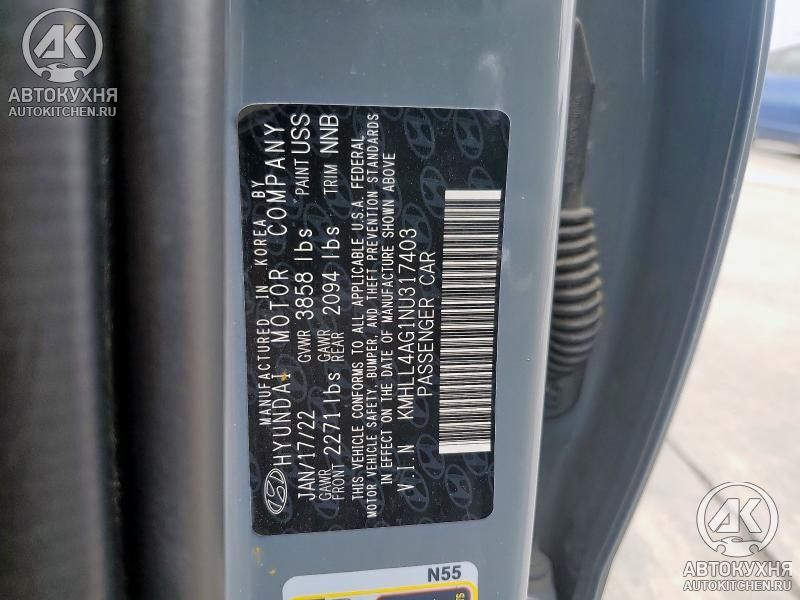 MANUFACTURED IN KOREA BY
HYUNDAI MOTOR COMPANY
JAN/17/22 GVWR 3858 lbs PAINT USS
GAWR FRONT 2271 lbs GAWR REAR 2094 lbs TRIM NNB
THIS VEHICLE CONFORMS TO ALL APPLICABLE U.S.A. FEDERAL
MOTOR VEHICLE SAFETY, BUMPER, AND THEFT PREVENTION STANDARDS
IN EFFECT ON THE DATE OF MANUFACTURE SHOWN ABOVE
V.I.N KMHLL4AG1NU317403
PASSENGER CAR
N55
АК
АВТОКУХНЯ
AUTOKITCHEN.RU
АК
АВТОКУХНЯ
AUTOKITCHEN.RU